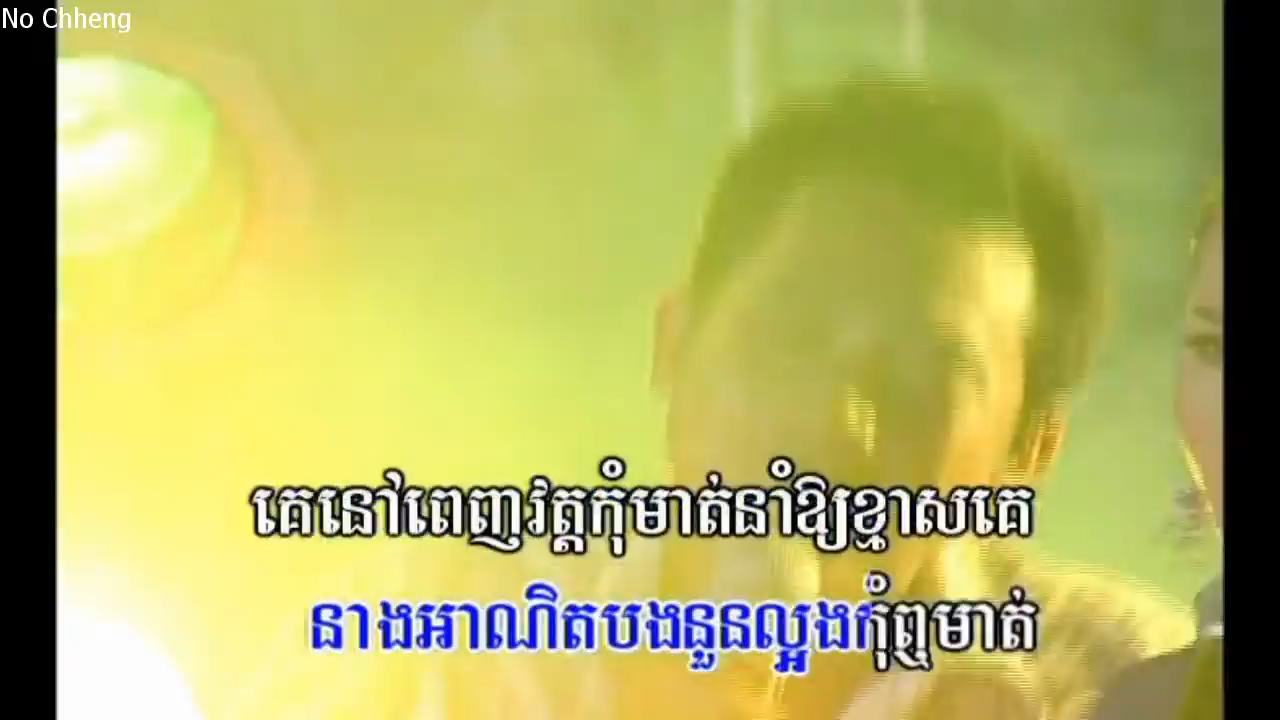 No Chheng
គេនៅពេញវត្តកុំមាត់នាំឱ្យខ្មាសគេ
នាងអាណិតបងនួនល្អងកុំឮមាត់